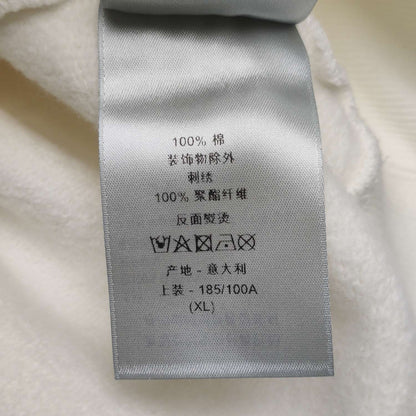 100% 棉
装饰物除外
刺绣
100% 聚酯纤维
反面熨烫
产地 - 意大利
上装 - 185/100A
(XL)